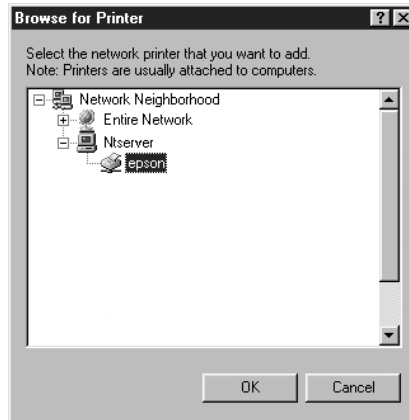 Browse for Printer
Select the network printer that you want to add.
Note: Printers are usually attached to computers.
Network Neighborhood
Entire Network
Ntserver
epson
OK
Cancel